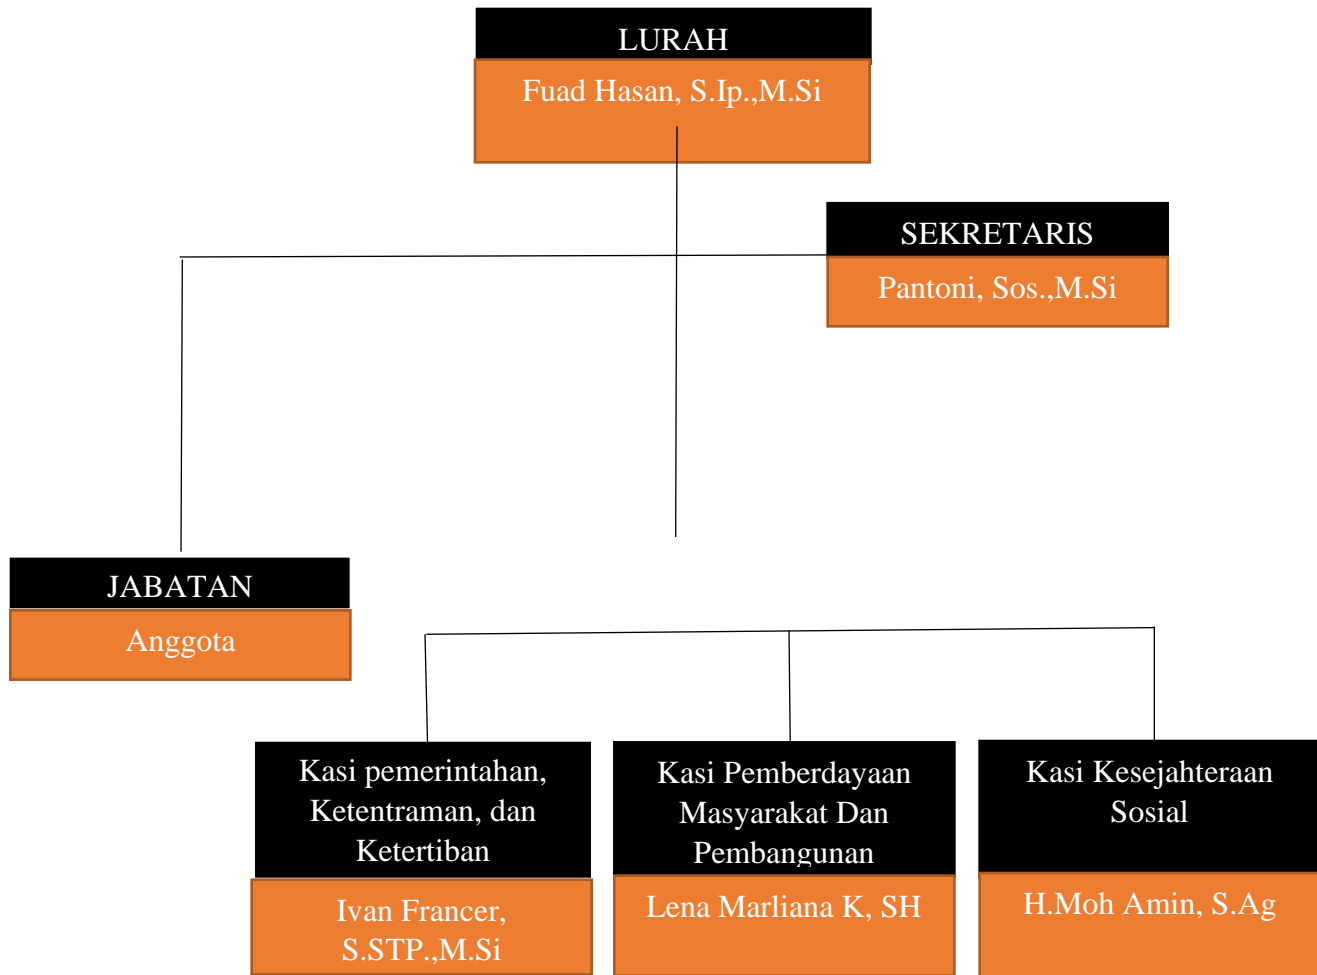 LURAH
Fuad Hasan, S.Ip.,M.Si
SEKRETARIS
Pantoni, Sos.,M.Si
JABATAN
Anggota
Kasi pemerintahan,
Ketentraman, dan
Ketertiban
Ivan Francer,
S.STP.,M.Si
Kasi Pemberdayaan
Masyarakat Dan
Pembangunan
Lena Marliana K, SH
Kasi Kesejahteraan
Sosial
H.Moh Amin, S.Ag